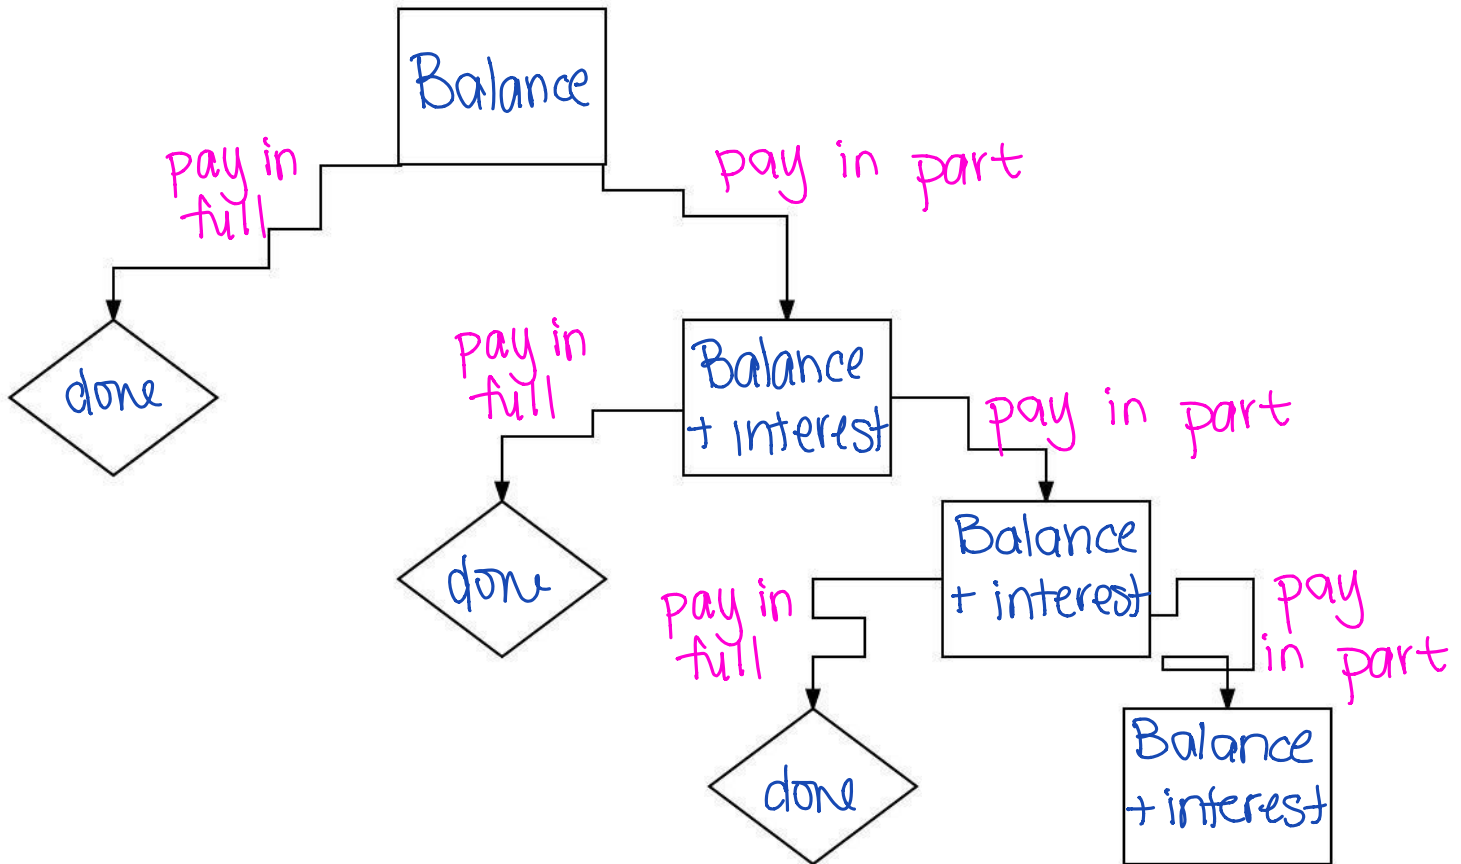 Balance
pay in
full
pay in part
done
pay in
full
Balance
+ interest
pay in part
done
Balance
+ interest
pay in
full
pay
in part
done
Balance
+ interest